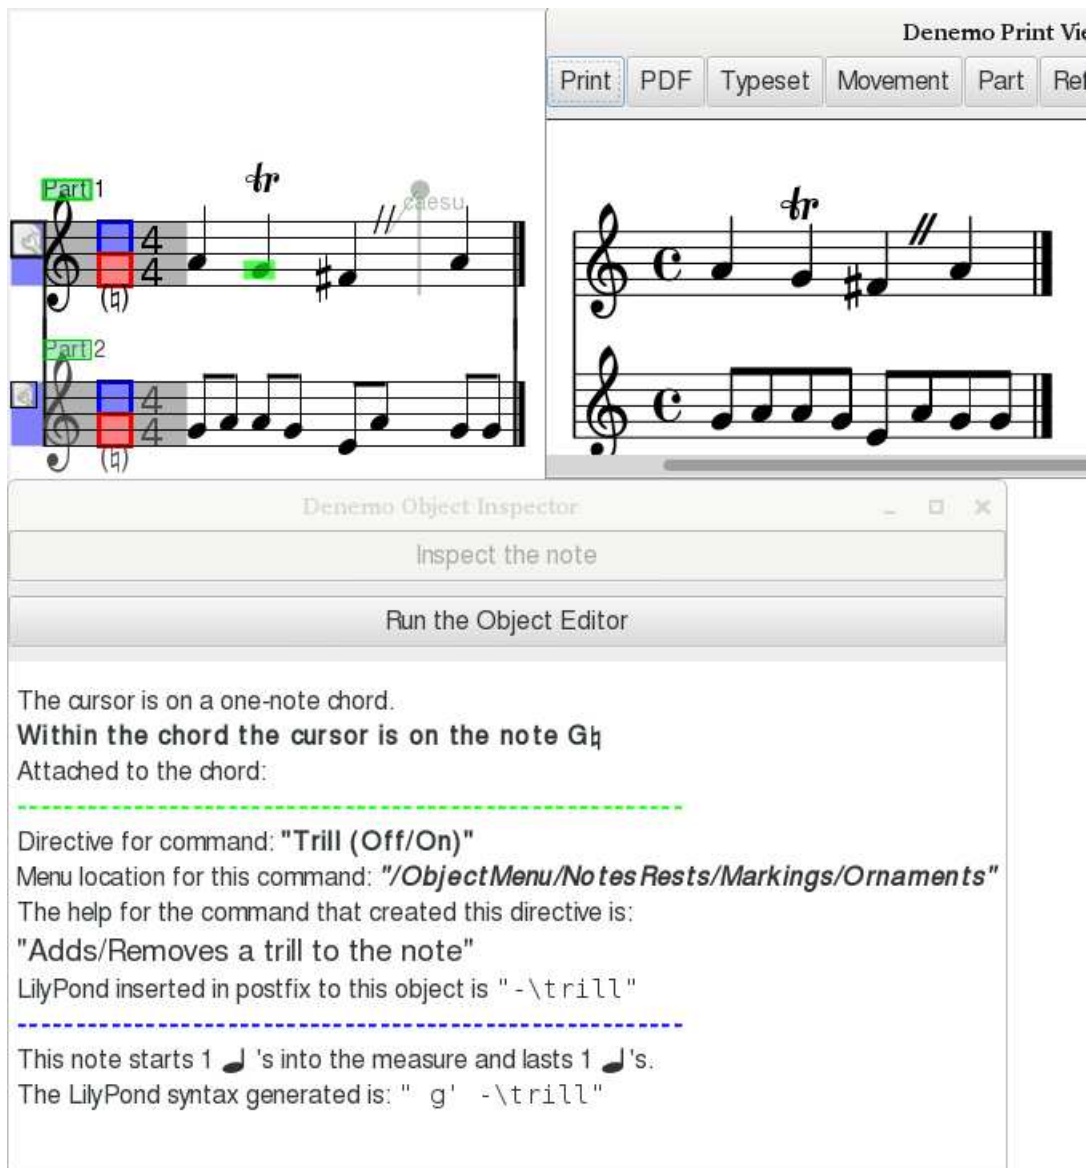 Denemo Print Vie
Print PDF Typeset Movement Part Ref
Part 1
tr
caesu
4
4
(♮)
tr
Part 2
4
4
(♮)
Denemo Object Inspector
Inspect the note
Run the Object Editor
The cursor is on a one-note chord.
Within the chord the cursor is on the note G♮
Attached to the chord:
Directive for command: "Trill (Off/On)"
Menu location for this command: "/ObjectMenu/NotesRests/Markings/Ornaments"
The help for the command that created this directive is:
"Adds/Removes a trill to the note"
LilyPond inserted in postfix to this object is "-\trill"
This note starts 1 ♩ 's into the measure and lasts 1 ♩'s.
The LilyPond syntax generated is: " g' -\trill"